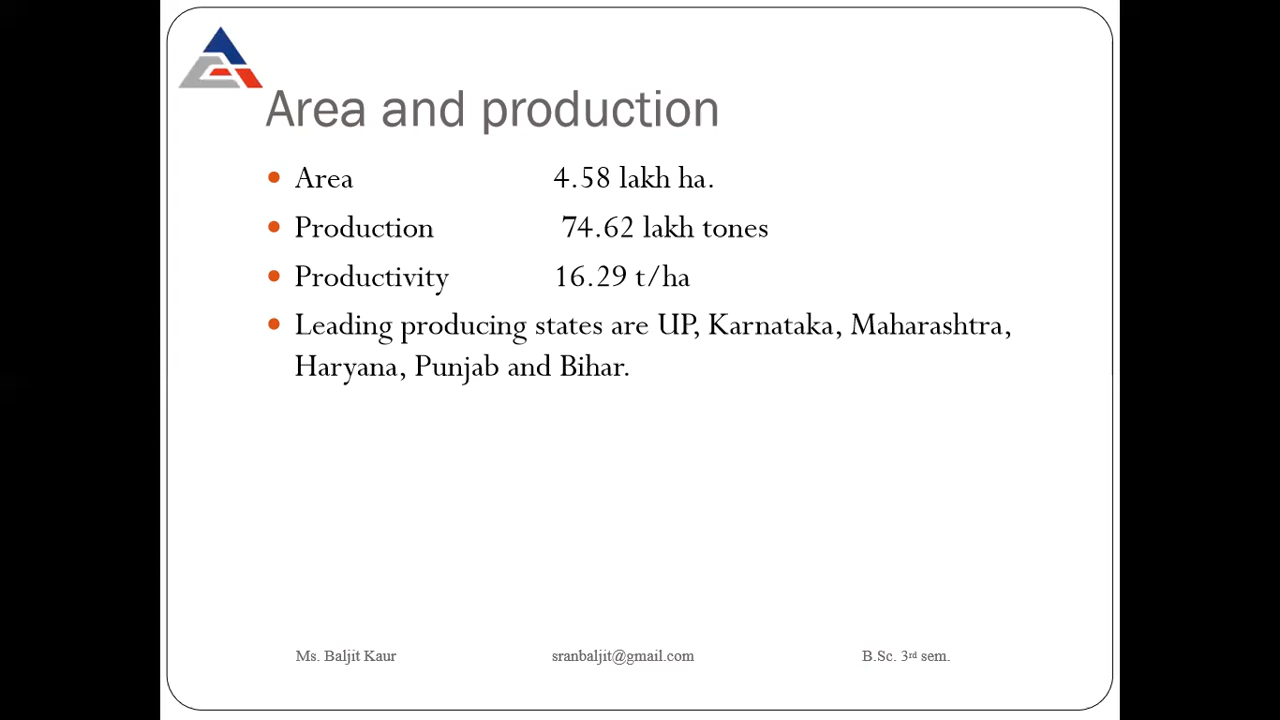 Area and production
Area 4.58 lakh ha.
Production 74.62 lakh tones
Productivity 16.29 t/ha
Leading producing states are UP, Karnataka, Maharashtra,
Haryana, Punjab and Bihar.
Ms. Baljit Kaur sranbaljit@gmail.com B.Sc. 3rd sem.